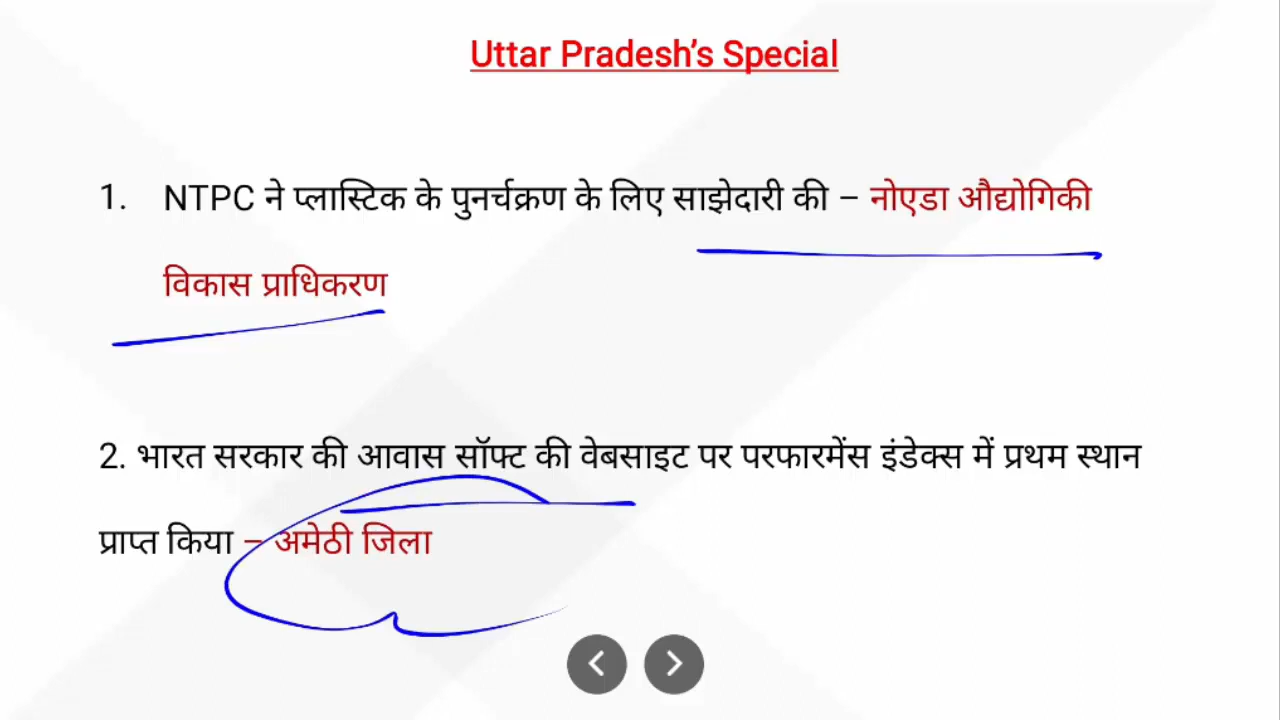 Uttar Pradesh’s Special
1. NTPC ने प्लास्टिक के पुनर्चक्रण के लिए साझेदारी की – नोएडा औद्योगिकी
विकास प्राधिकरण
2. भारत सरकार की आवास सॉफ्ट की वेबसाइट पर परफारमेंस इंडेक्स में प्रथम स्थान
प्राप्त किया – अमेठी जिला